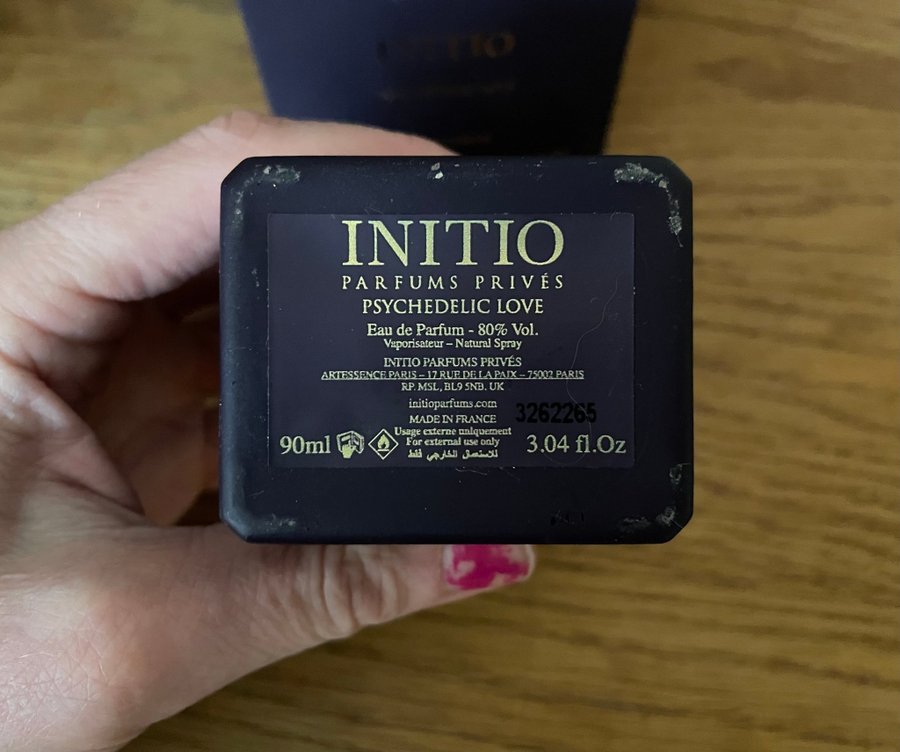 INITIO
INITIO
PARFUMS PRIVÉS
PSYCHEDELIC LOVE
Eau de Parfum - 80% Vol.
Vaporisateur – Natural Spray
INITIO PARFUMS PRIVÉS
ARTESSENCE PARIS – 17 RUE DE LA PAIX – 75002 PARIS
RP. MSL, BL9 5NB. UK
initioparfums.com
MADE IN FRANCE 3262265
Usage externe uniquement
For external use only
للاستعمال الخارجي فقط
90ml 3.04 fl.Oz